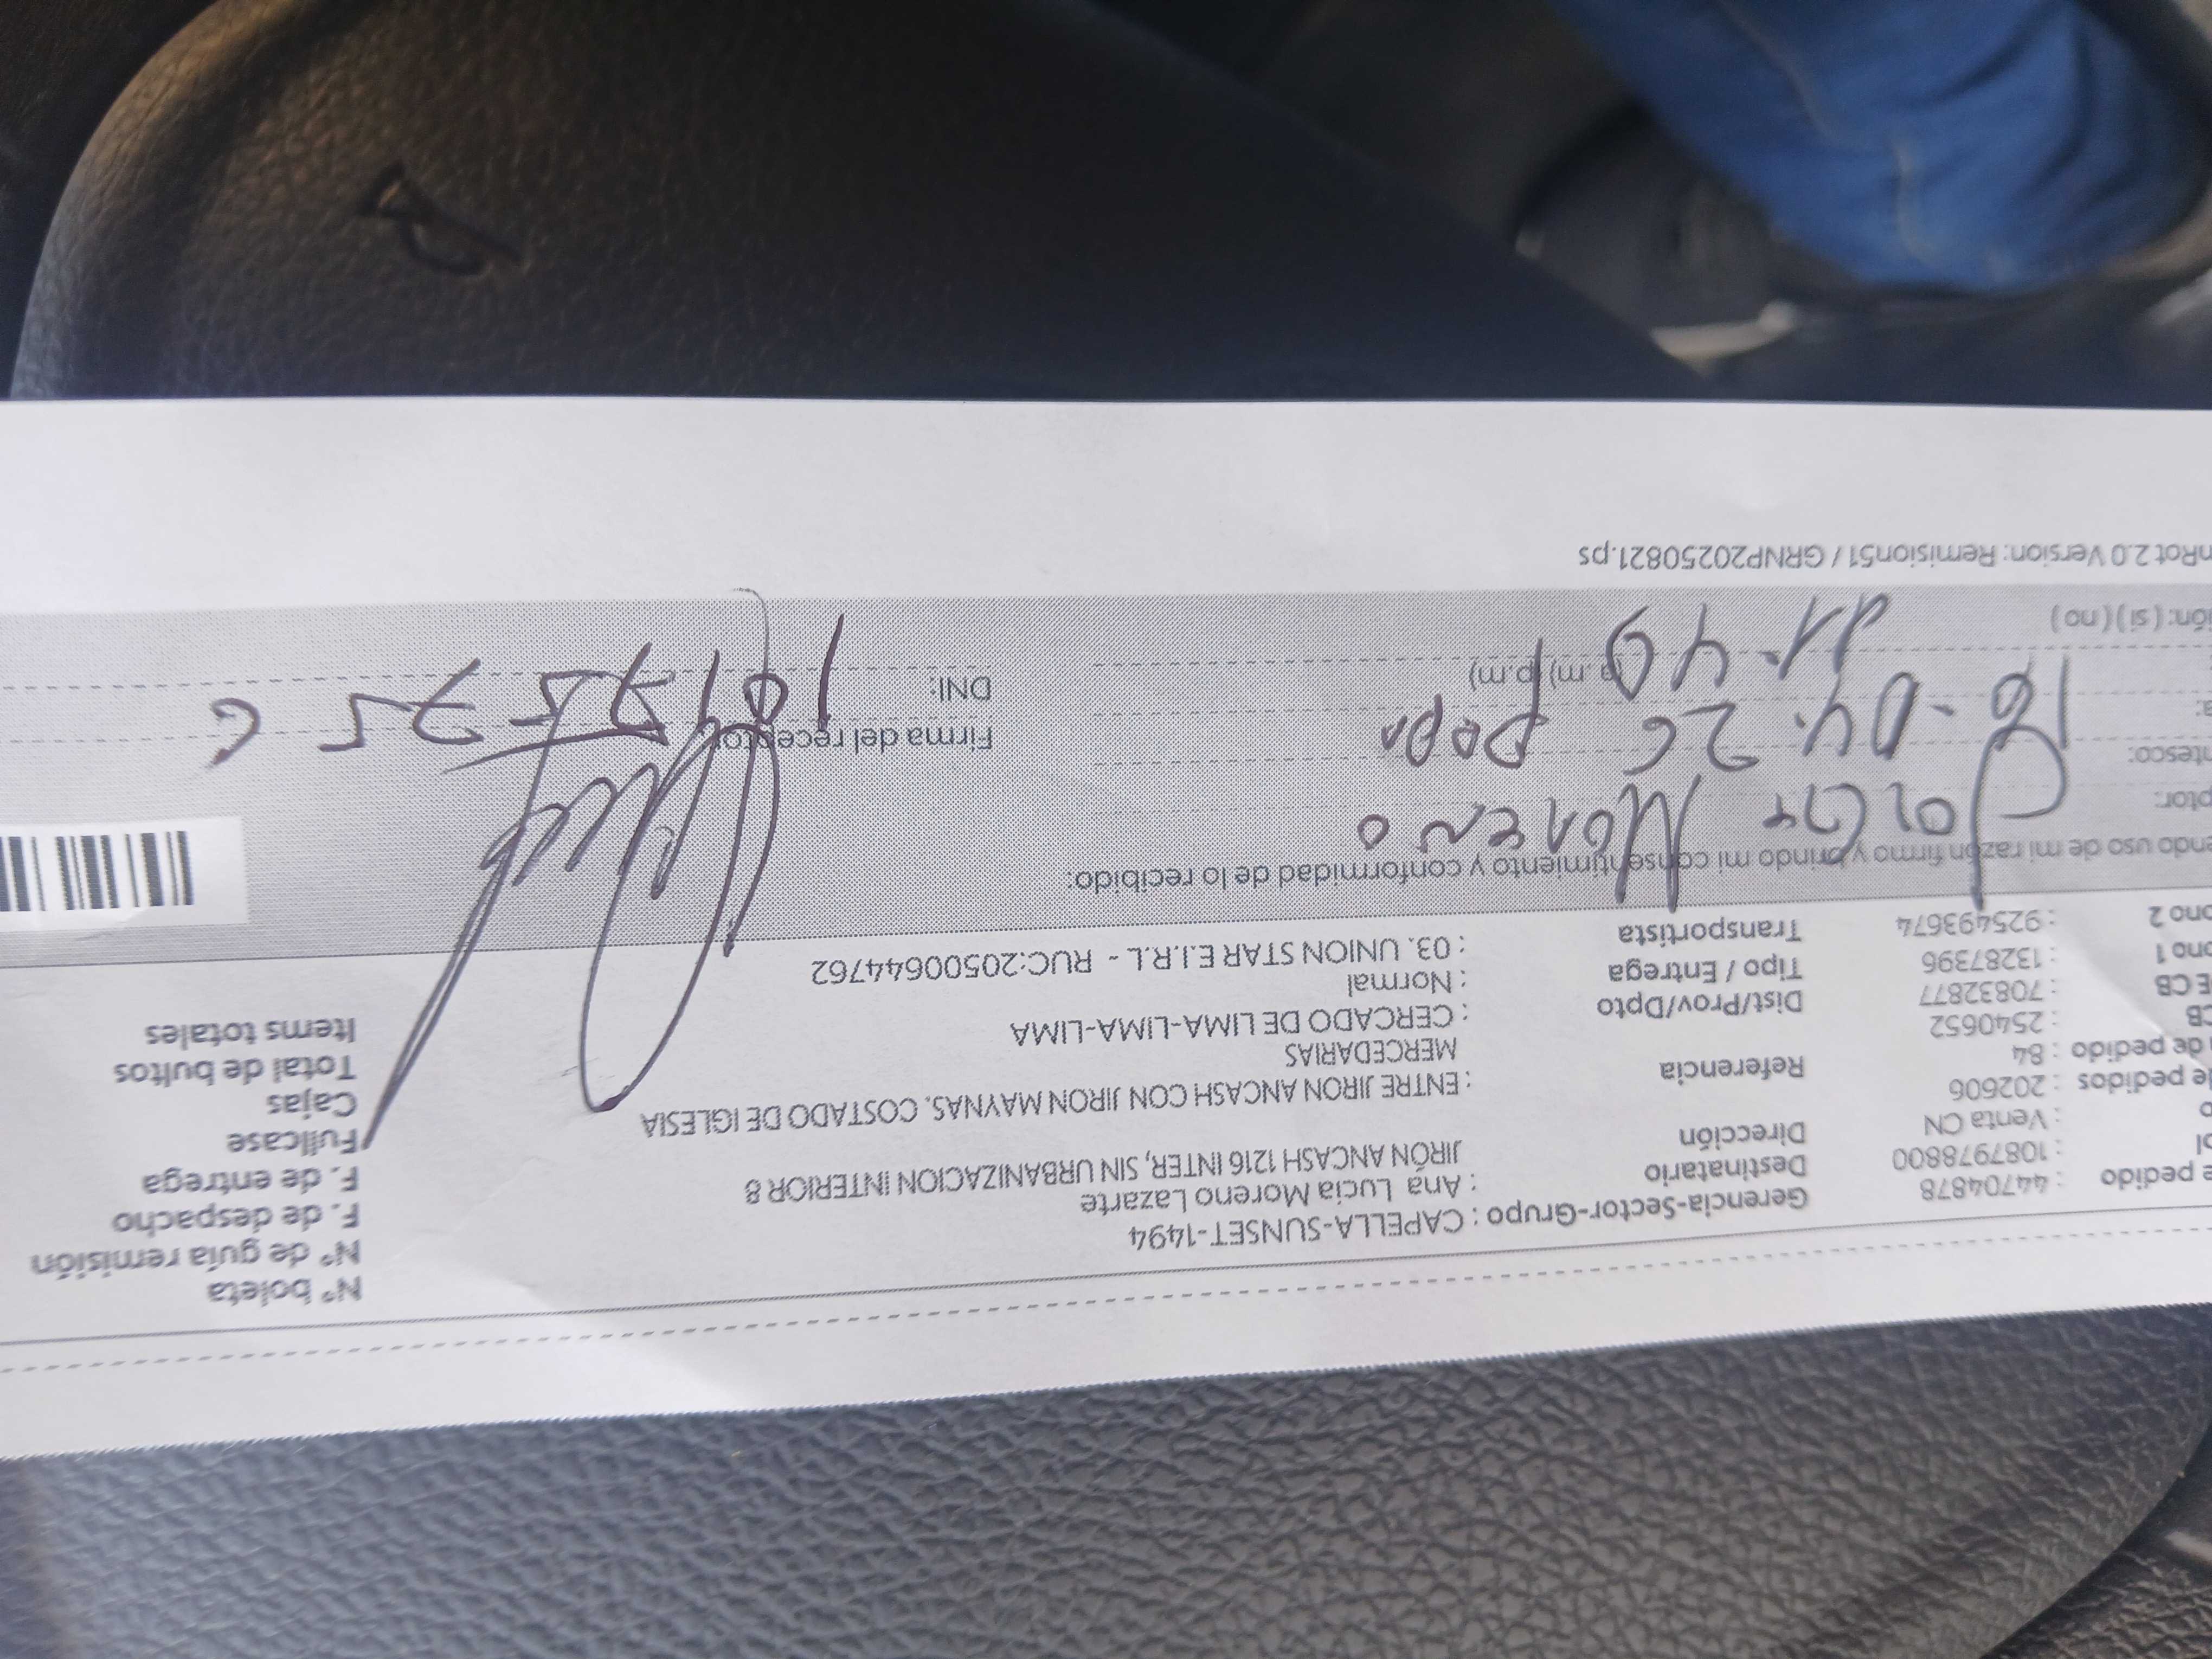 N° boleta
N° de guía remisión
F. de despacho
F. de entrega
Fullcase
Cajas
Total de bultos
Items totales
e pedido : 44704878
ol : 1087978800
o : Venta CN
de pedidos : 202606
de pedido : 84
CB : 2540652
E CB : 70832877
ono 1 : 13287396
ono 2 : 925493674
Gerencia-Sector-Grupo : CAPELLA-SUNSET-1494
Destinatario : Ana Lucia Moreno Lazarte
Dirección JIRÓN ANCASH 1216 INTER, SIN URBANIZACION INTERIOR 8
Referencia : ENTRE JIRON ANCASH CON JIRON MAYNAS. COSTADO DE IGLESIA
MERCEDARIAS
Dist/Prov/Dpto : CERCADO DE LIMA-LIMA-LIMA
Tipo / Entrega : Normal
Transportista : 03. UNION STAR E.I.R.L - RUC:20500644762
endo uso de mi razón firmo y brindo mi consentimiento y conformidad de lo recibido:
ptor: Moreno
ntesco: Papa
a: 16-04-26
(a.m) (p.m)
ión: (si) (no)
Firma del receptor
DNI:
nRot 2.0 Version: Remision51 / GRNP20250821.ps